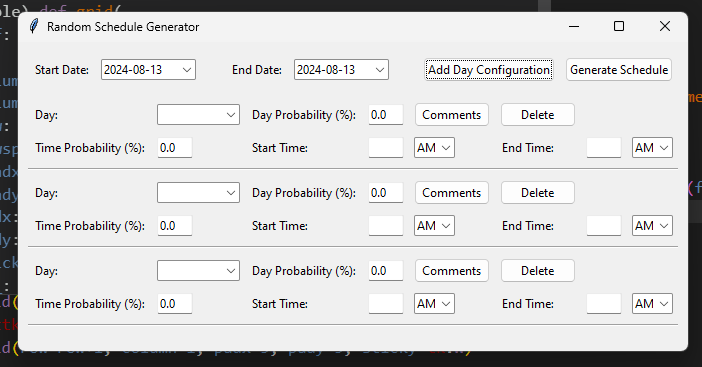 ole) def grid(
f:
Random Schedule Generator
Start Date: 2024-08-13 End Date: 2024-08-13 Add Day Configuration Generate Schedule
Day: Day Probability (%): 0.0 Comments Delete
Time Probability (%): 0.0 Start Time: AM End Time: AM
Day: Day Probability (%): 0.0 Comments Delete
Time Probability (%): 0.0 Start Time: AM End Time: AM
Day: Day Probability (%): 0.0 Comments Delete
Time Probability (%): 0.0 Start Time: AM End Time: AM